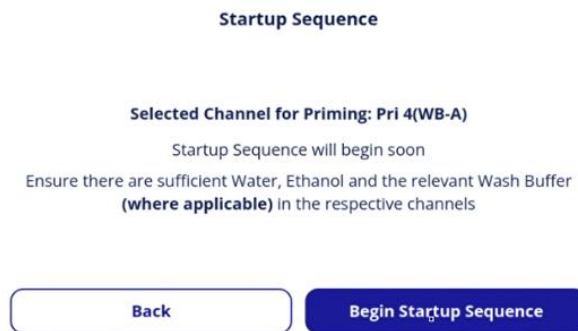 Startup Sequence
Selected Channel for Priming: Pri 4(WB-A)
Startup Sequence will begin soon
Ensure there are sufficient Water, Ethanol and the relevant Wash Buffer
(where applicable) in the respective channels
Back
Begin Startup Sequence